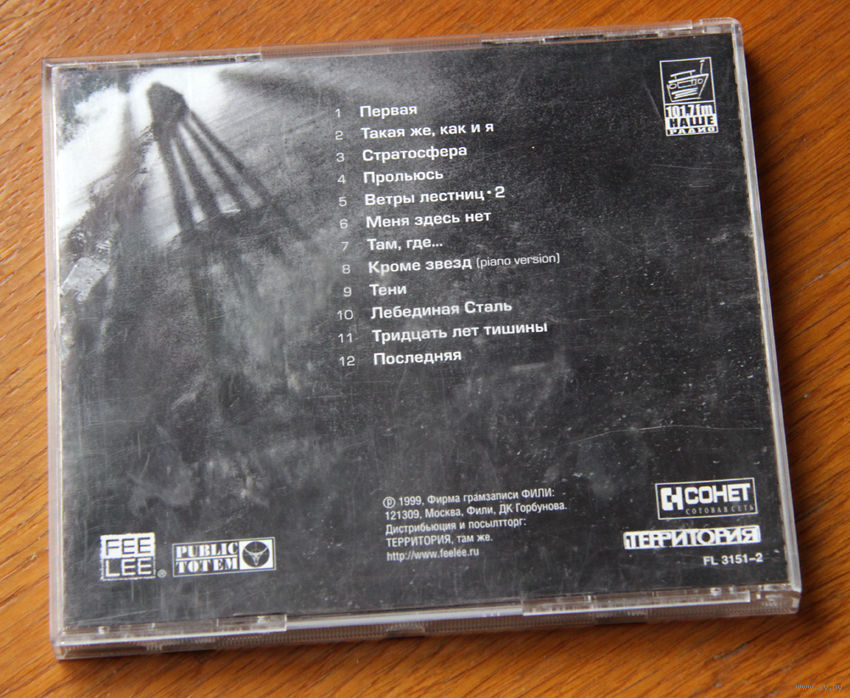 101,7 fm
НАШЕ
РАДИО
1 Первая
2 Такая же, как и я
3 Стратосфера
4 Прольюсь
5 Ветры лестниц • 2
6 Меня здесь нет
7 Там, где...
8 Кроме звезд (piano version)
9 Тени
10 Лебединая Сталь
11 Тридцать лет тишины
12 Последняя
℗ 1999, Фирма грамзаписи ФИЛИ:
121309, Москва, Фили, ДК Горбунова.
Дистрибьюция и посылторг:
ТЕРРИТОРИЯ, там же.
http://www.feelee.ru
FEE
LEE ®
PUBLIC
TOTEM
СОНЕТ
СОТОВАЯ СЕТЬ
ТЕРРИТОРИЯ
FL 3151-2